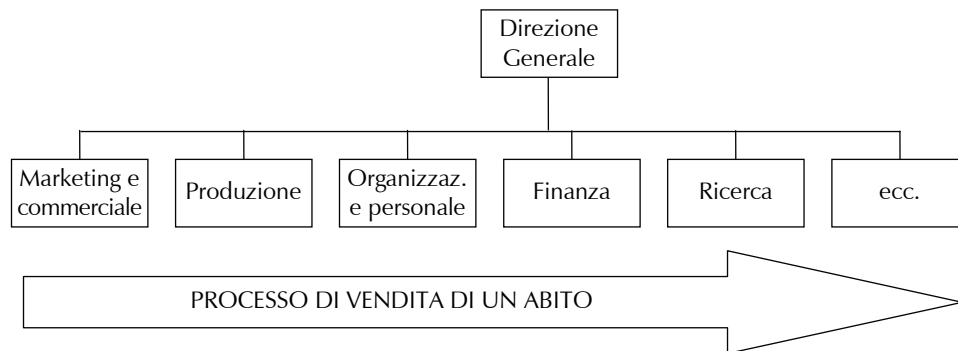 Direzione
Generale
Marketing e
commerciale
Produzione
Organizzaz.
e personale
Finanza
Ricerca
ecc.
PROCESSO DI VENDITA DI UN ABITO